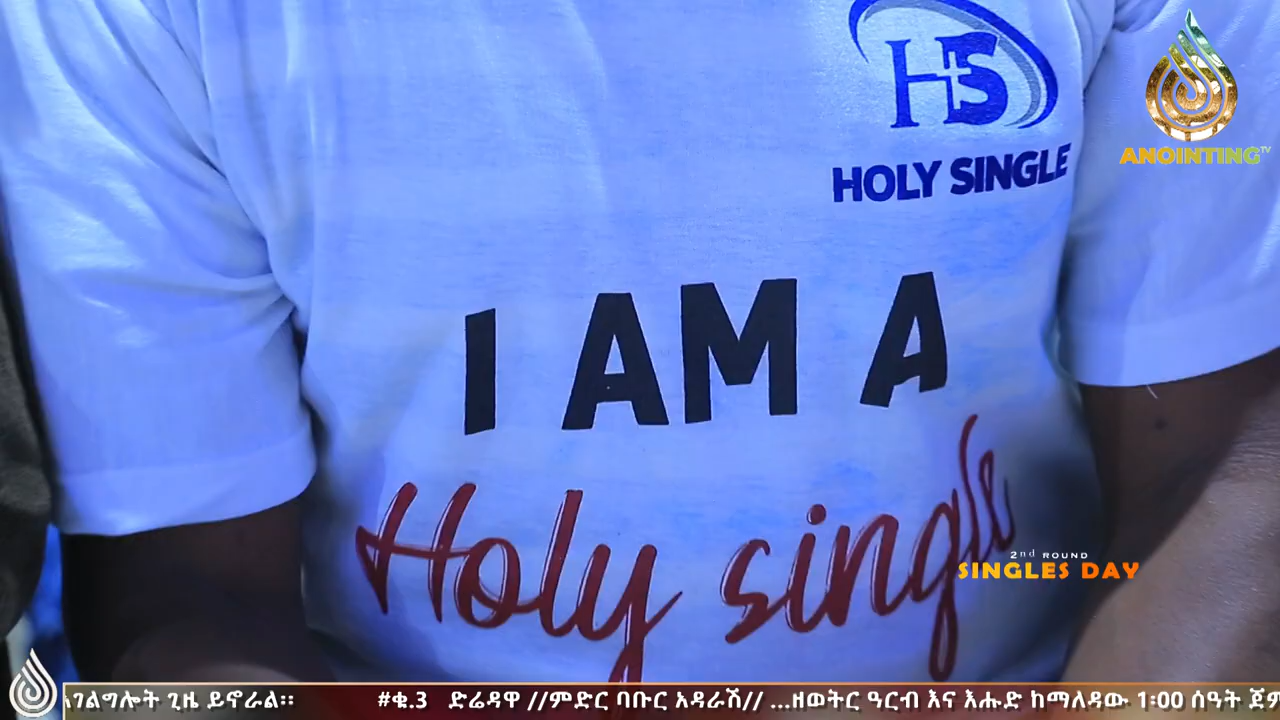 HS
HOLY SINGLE
ANOINTING TV
I AM A
Holy single
2nd ROUND
SINGLES DAY
ጊዜ ይኖራል። #ቁ.3 ድሬዳዋ //ምድር ባቡር አዳራሽ// ...ዘወትር ዓርብ እና እሑድ ከማለዳው 1፡00 ሰዓት